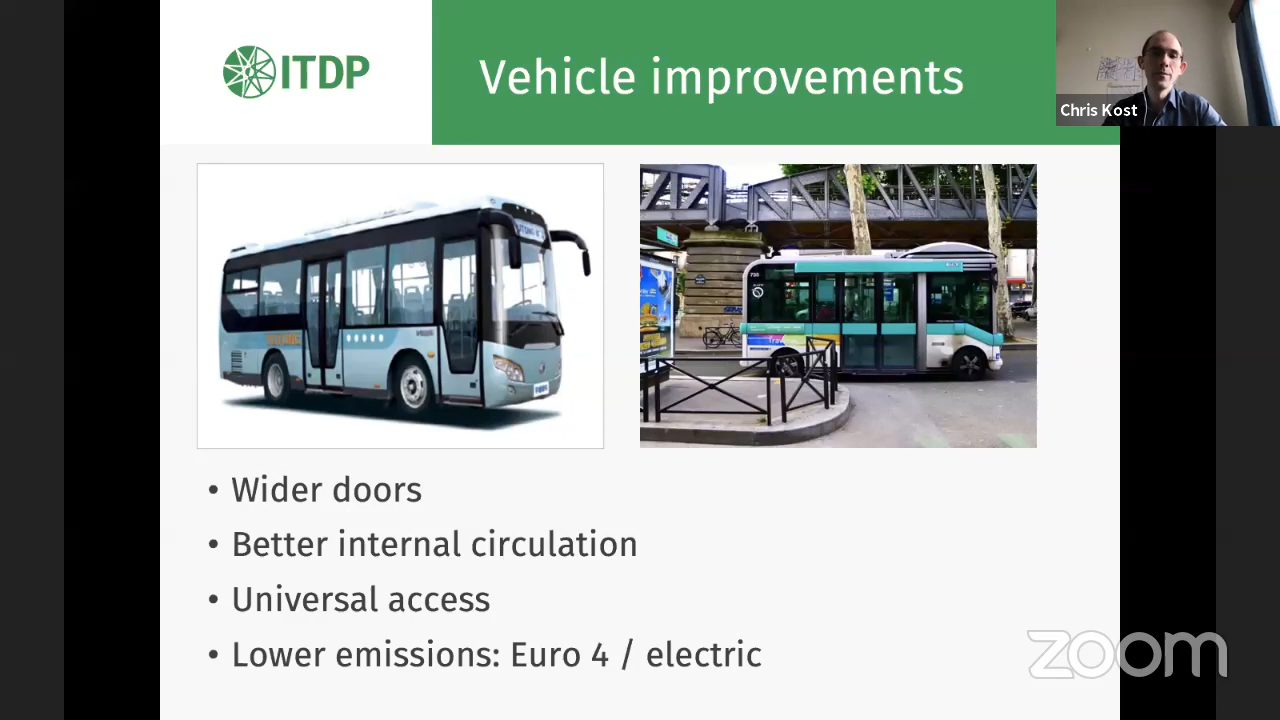 ITDP
Vehicle improvements
Chris Kost
• Wider doors
• Better internal circulation
• Universal access
• Lower emissions: Euro 4 / electric
zoom